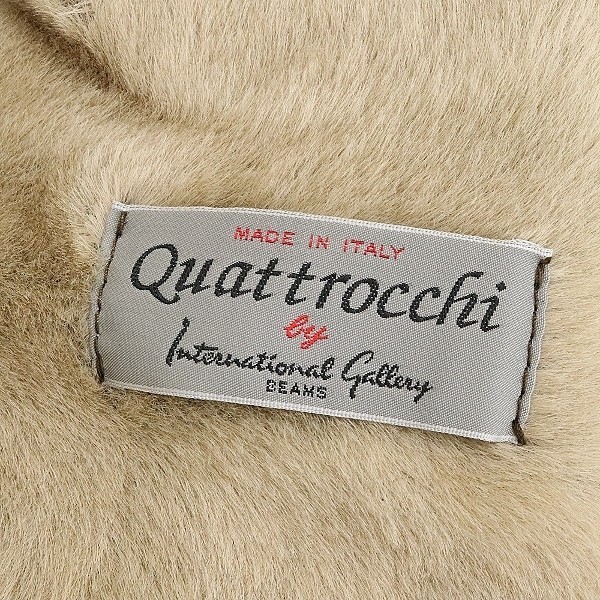 MADE IN ITALY
Quattrocchi
by
International Gallery
BEAMS